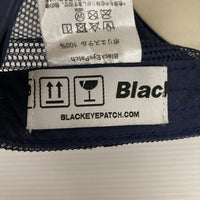 ポリエステル 100%
BlackEyePatch
Black
BLACKEYEPATCH.COM